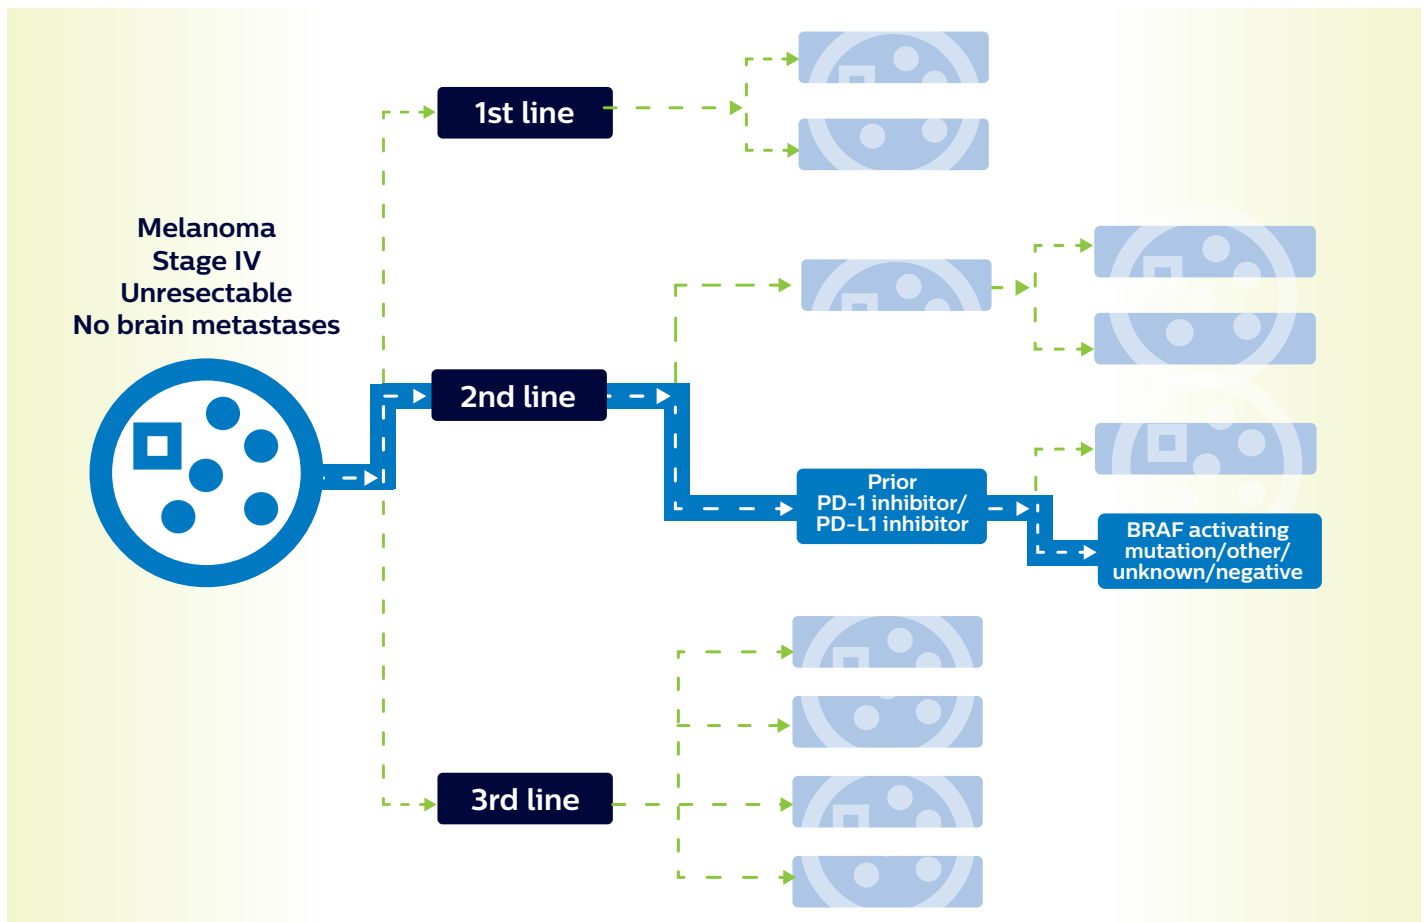 1st line
Melanoma
Stage IV
Unresectable
No brain metastases
2nd line
Prior
PD-1 inhibitor/
PD-L1 inhibitor
BRAF activating
mutation/other/
unknown/negative
3rd line